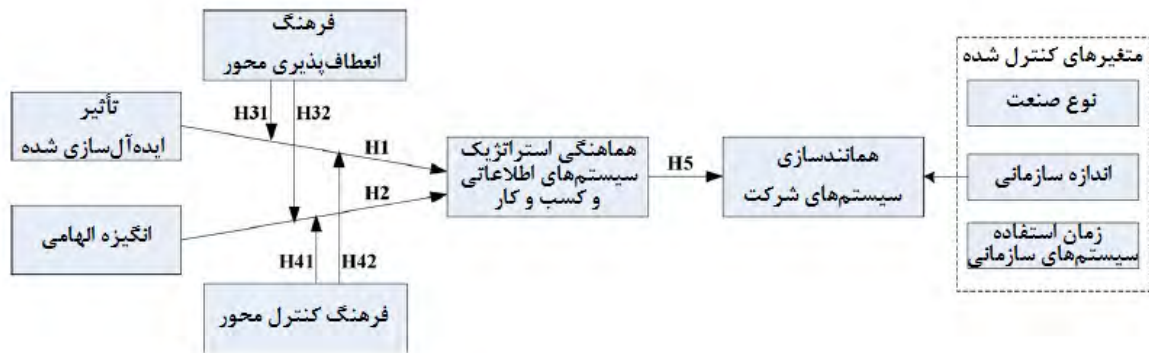 فرهنگ
انعطاف‌پذیری محور
متغیرهای کنترل شده
نوع صنعت
تأثیر
ایده‌آل‌سازی شده
H31
H32
H1
هماهنگی استراتژیک
سیستم‌های اطلاعاتی
و کسب و کار
H5
همانندسازی
سیستم‌های شرکت
اندازه سازمانی
H2
انگیزه الهامی
زمان استفاده
سیستم‌های سازمانی
H41
H42
فرهنگ کنترل محور